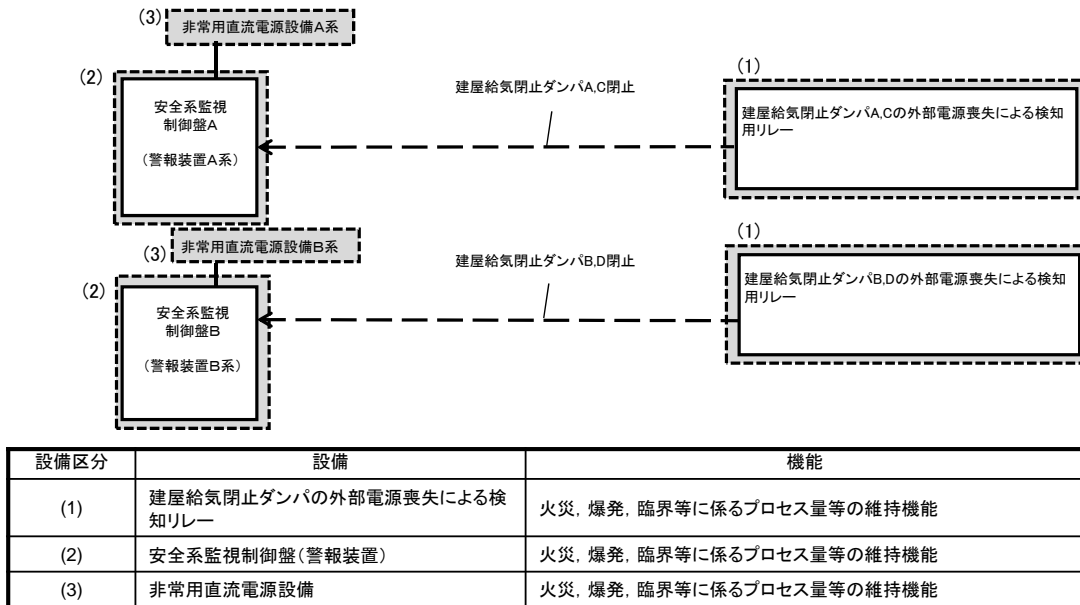 (3)
非常用直流電源設備A系
(2)
安全系監視
制御盤A
(警報装置A系)
建屋給気閉止ダンパA,C閉止
(1)
建屋給気閉止ダンパA,Cの外部電源喪失による検知
用リレー
(3)
非常用直流電源設備B系
(2)
安全系監視
制御盤B
(警報装置B系)
建屋給気閉止ダンパB,D閉止
(1)
建屋給気閉止ダンパB,Dの外部電源喪失による検知
用リレー
設備区分 設備 機能
(1) 建屋給気閉止ダンパの外部電源喪失による検
知リレー 火災，爆発，臨界等に係るプロセス量等の維持機能
(2) 安全系監視制御盤(警報装置) 火災，爆発，臨界等に係るプロセス量等の維持機能
(3) 非常用直流電源設備 火災，爆発，臨界等に係るプロセス量等の維持機能